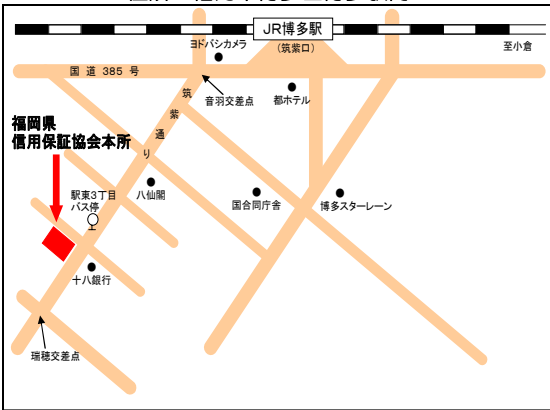 JR博多駅
(筑紫口)
ヨドバシカメラ
至小倉
国道 385 号
音羽交差点
都ホテル
筑紫通り
福岡県
信用保証協会本所
駅東3丁目
バス停
八仙閣
国合同庁舎
博多スターレーン
十八銀行
瑞穂交差点